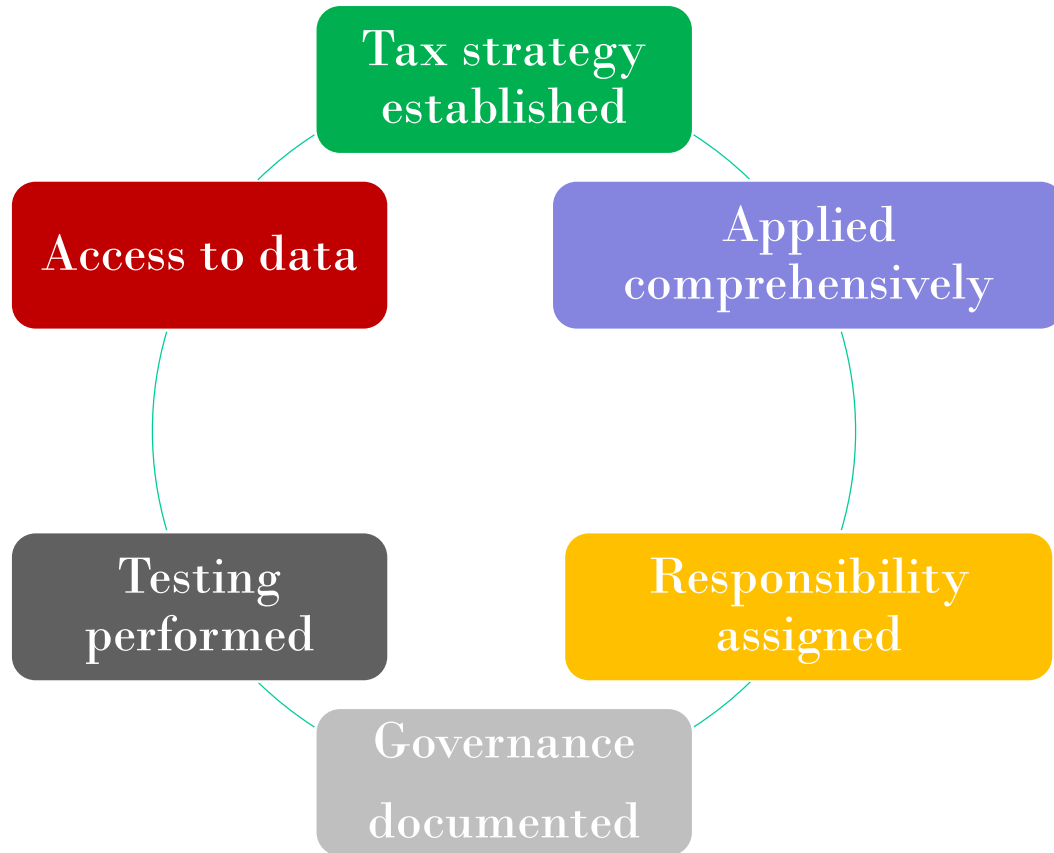 Tax strategy
established
Applied
comprehensively
Responsibility
assigned
Governance
documented
Testing
performed
Access to data